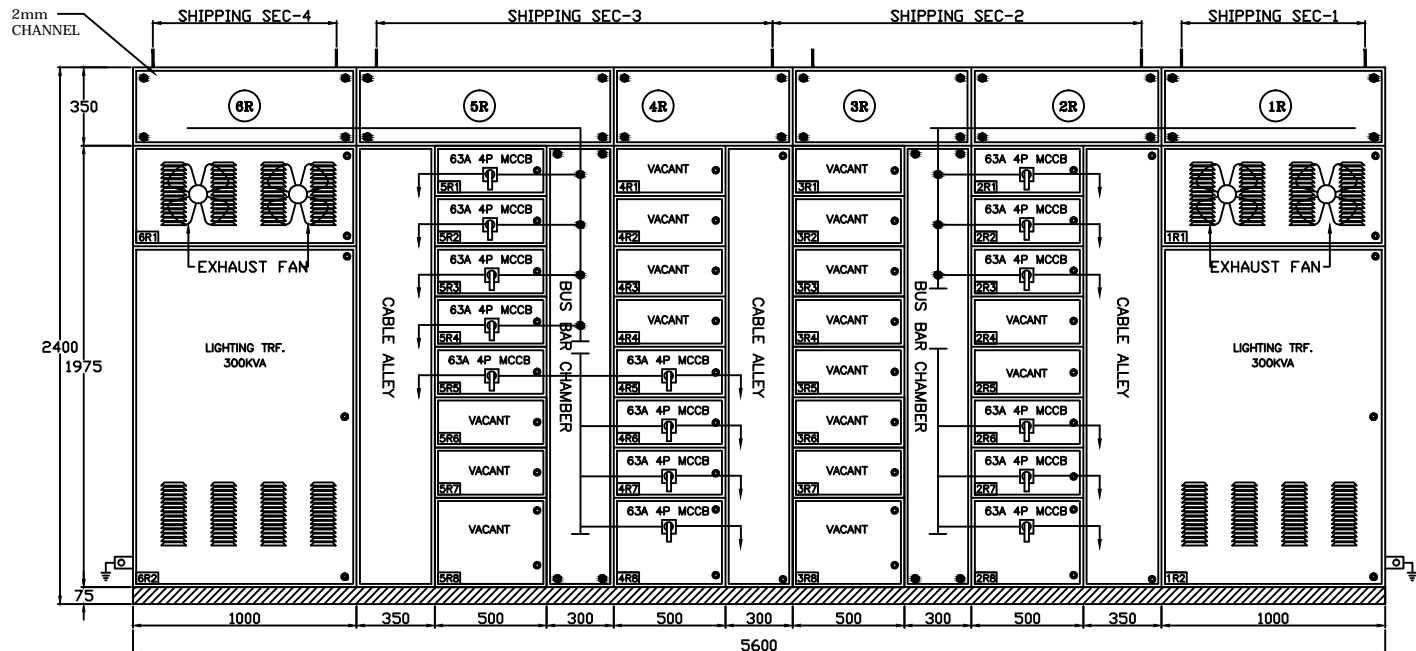 2mm
CHANNEL
SHIPPING SEC-4
SHIPPING SEC-3
SHIPPING SEC-2
SHIPPING SEC-1
350
6R
5R
4R
3R
2R
1R
63A 4P MCCB
5R1
VACANT
4R1
VACANT
3R1
63A 4P MCCB
2R1
6R1
63A 4P MCCB
5R2
VACANT
4R2
VACANT
3R2
63A 4P MCCB
2R2
1R1
EXHAUST FAN
63A 4P MCCB
5R3
VACANT
4R3
VACANT
3R3
63A 4P MCCB
2R3
EXHAUST FAN
63A 4P MCCB
5R4
VACANT
4R4
VACANT
3R4
VACANT
2R4
CABLE ALLEY
BUS BAR CHAMBER
CABLE ALLEY
BUS BAR CHAMBER
CABLE ALLEY
2400
1975
LIGHTING TRF.
300KVA
LIGHTING TRF.
300KVA
63A 4P MCCB
5R5
63A 4P MCCB
4R5
VACANT
3R5
VACANT
2R5
VACANT
5R6
63A 4P MCCB
4R6
VACANT
3R6
63A 4P MCCB
2R6
VACANT
5R7
63A 4P MCCB
4R7
VACANT
3R7
63A 4P MCCB
2R7
VACANT
5R8
63A 4P MCCB
4R8
VACANT
3R8
63A 4P MCCB
2R8
6R2
1R2
75
1000
350
500
300
500
300
500
300
500
350
1000
5600